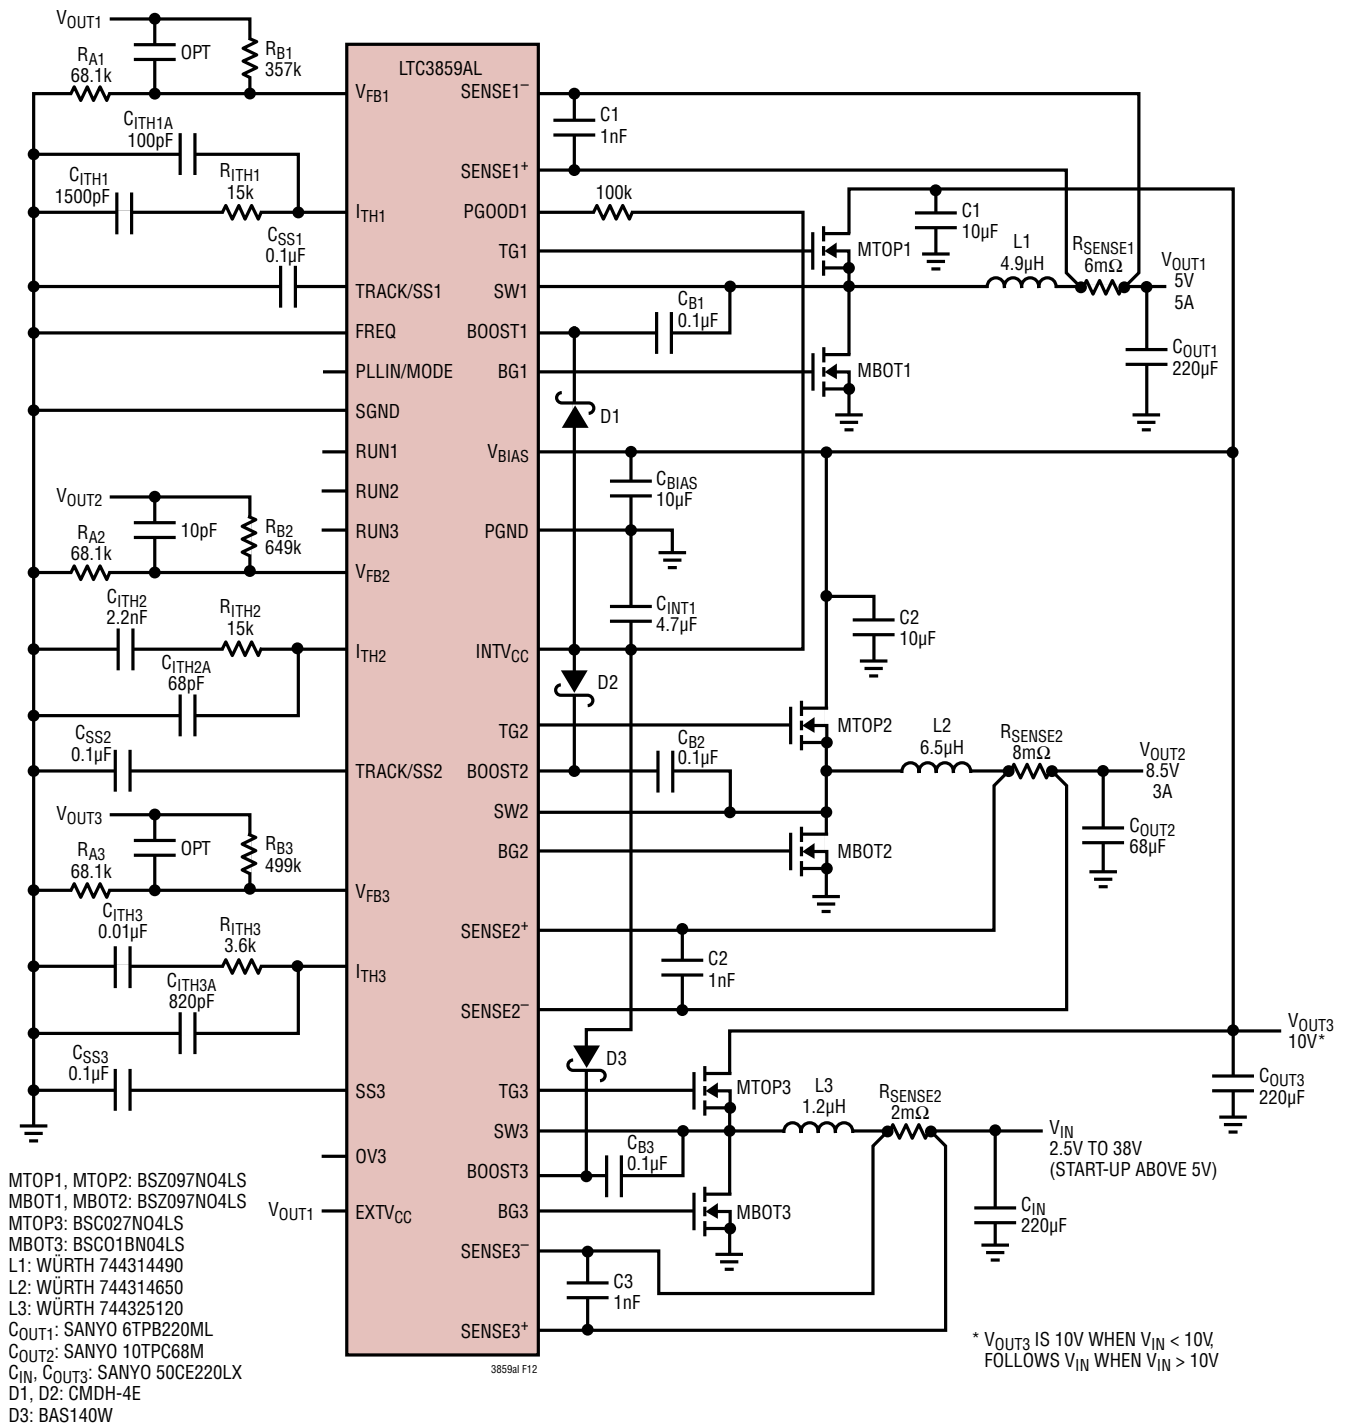 VOUT1
OPT
RB1
357k
RA1
68.1k
CITH1A
100pF
CITH1
1500pF
RITH1
15k
CSS1
0.1µF
VOUT2
10pF
RB2
649k
RA2
68.1k
CITH2
2.2nF
RITH2
15k
CITH2A
68pF
CSS2
0.1µF
VOUT3
OPT
RB3
499k
RA3
68.1k
CITH3
0.01µF
RITH3
3.6k
CITH3A
820pF
CSS3
0.1µF
VOUT1
LTC3859AL
VFB1
ITH1
TRACK/SS1
FREQ
PLLIN/MODE
SGND
RUN1
RUN2
RUN3
VFB2
ITH2
TRACK/SS2
VFB3
ITH3
SS3
OV3
EXTVCC
SENSE1–
SENSE1+
PGOOD1
TG1
SW1
BOOST1
BG1
VBIAS
PGND
INTVCC
TG2
BOOST2
SW2
BG2
SENSE2+
SENSE2–
TG3
SW3
BOOST3
BG3
SENSE3–
SENSE3+
C1
1nF
100k
C1
10µF
MTOP1
L1
4.9µH
RSENSE1
6mΩ
VOUT1
5V
5A
CB1
0.1µF
MBOT1
COUT1
220µF
D1
CBIAS
10µF
CINT1
4.7µF
C2
10µF
D2
MTOP2
L2
6.5µH
RSENSE2
8mΩ
VOUT2
8.5V
3A
CB2
0.1µF
MBOT2
COUT2
68µF
C2
1nF
D3
VOUT3
10V*
COUT3
220µF
MTOP3
L3
1.2µH
RSENSE2
2mΩ
VIN
2.5V TO 38V
(START-UP ABOVE 5V)
CB3
0.1µF
MBOT3
CIN
220µF
C3
1nF
MTOP1, MTOP2: BSZ097NO4LS
MBOT1, MBOT2: BSZ097NO4LS
MTOP3: BSC027NO4LS
MBOT3: BSCO1BN04LS
L1: WÜRTH 744314490
L2: WÜRTH 744314650
L3: WÜRTH 744325120
COUT1: SANYO 6TPB220ML
COUT2: SANYO 10TPC68M
CIN, COUT3: SANYO 50CE220LX
D1, D2: CMDH-4E
D3: BAS140W
3859al F12
* VOUT3 IS 10V WHEN VIN < 10V,
FOLLOWS VIN WHEN VIN > 10V